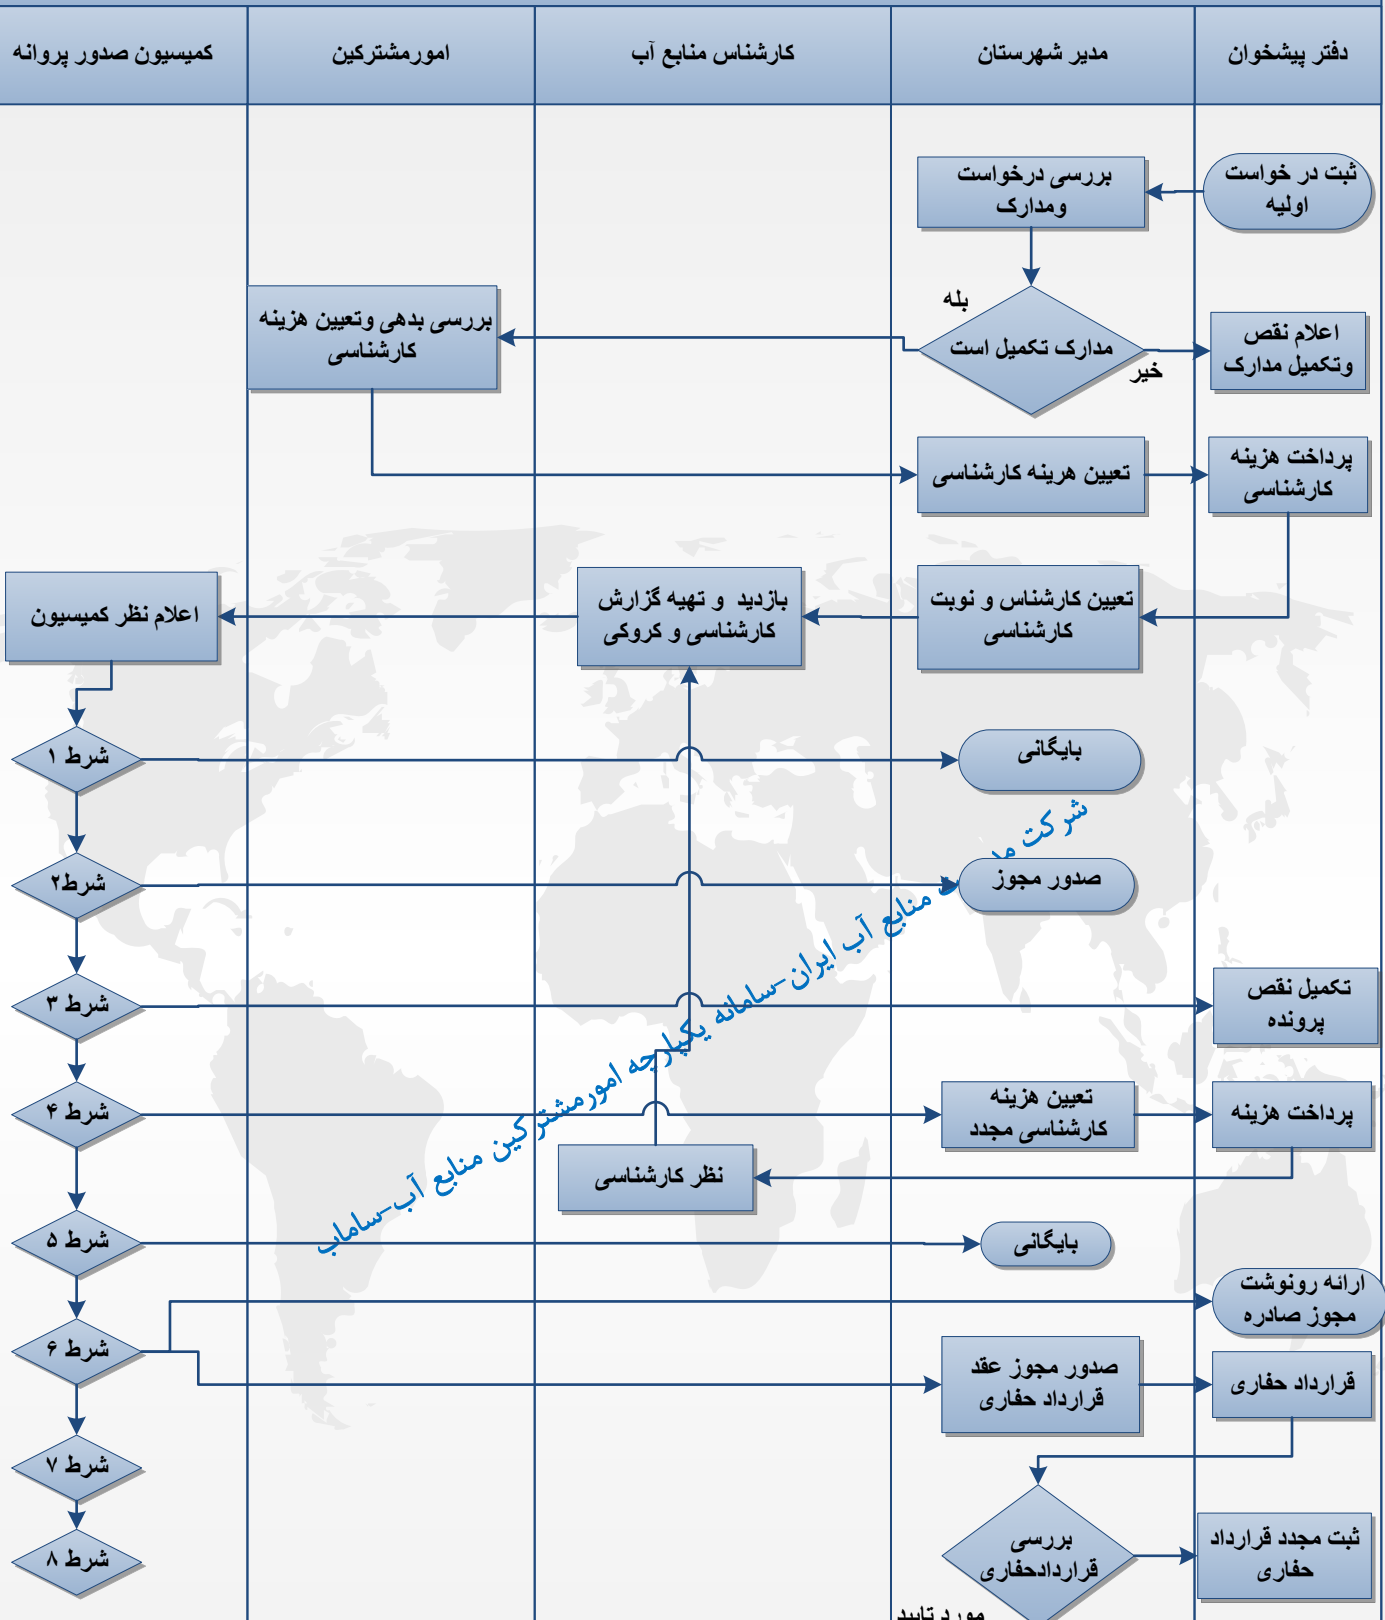 دفتر پیشخوان
مدیر شهرستان
کارشناس منابع آب
امورمشترکین
کمیسیون صدور پروانه
ثبت در خواست
اولیه
بررسی درخواست
ومدارک
بله
مدارک تکمیل است
خیر
اعلام نقص
وتکمیل مدارک
بررسی بدهی وتعیین هزینه
کارشناسی
تعیین هرینه کارشناسی
پرداخت هزینه
کارشناسی
تعیین کارشناس و نوبت
کارشناسی
بازدید و تهیه گزارش
کارشناسی و کروکی
اعلام نظر کمیسیون
شرط ۱
بایگانی
شرط۲
صدور مجوز
شرط ۳
تکمیل نقص
پرونده
شرط ۴
تعیین هزینه
کارشناسی مجدد
پرداخت هزینه
نظر کارشناسی
شرط ۵
بایگانی
شرط ۶
ارائه رونوشت
مجوز صادره
صدور مجوز عقد
قرارداد حفاری
قرارداد حفاری
شرط ۷
شرط ۸
بررسی
قراردادحفاری
ثبت مجدد قرارداد
حفاری
مورد تایید
شرکت منابع آب ایران-سامانه یکپارچه امورمشترکین منابع آب-ساماب